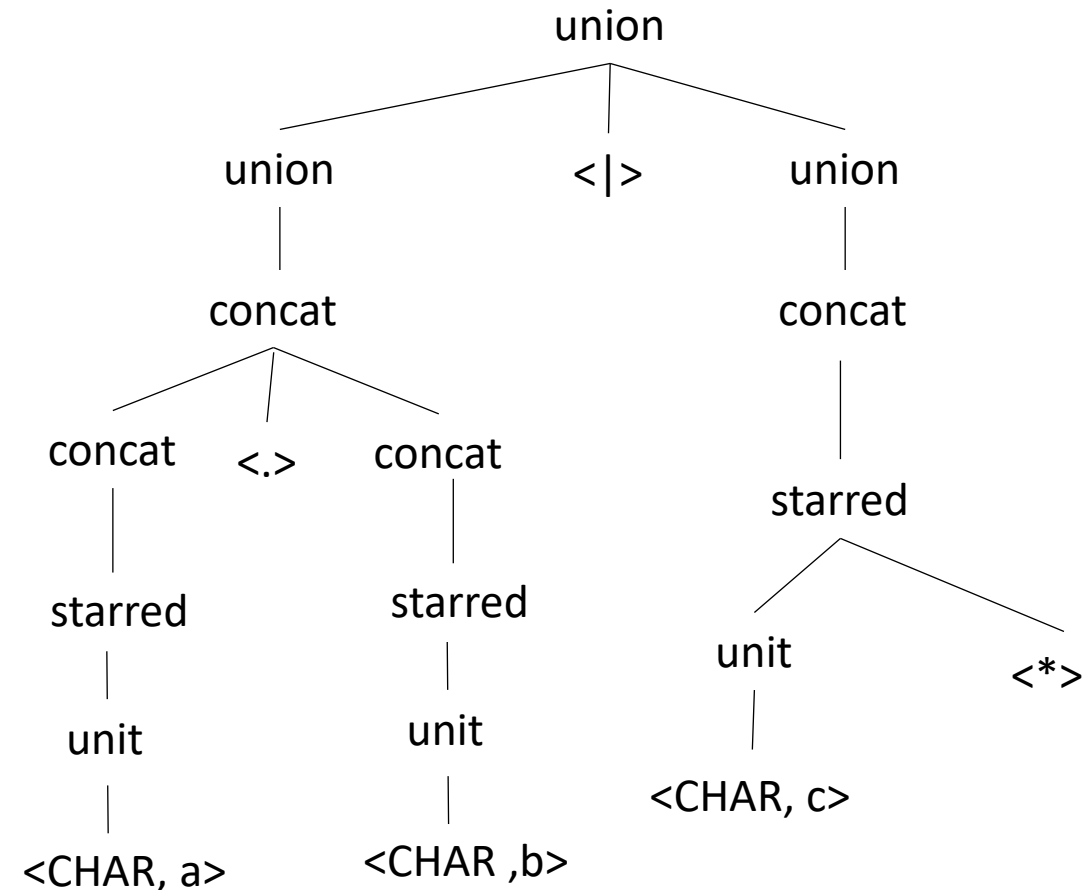 union
union <|> union
concat concat
concat <.> concat
starred
starred starred
unit <*>
unit unit
<CHAR, c>
<CHAR, a> <CHAR ,b>